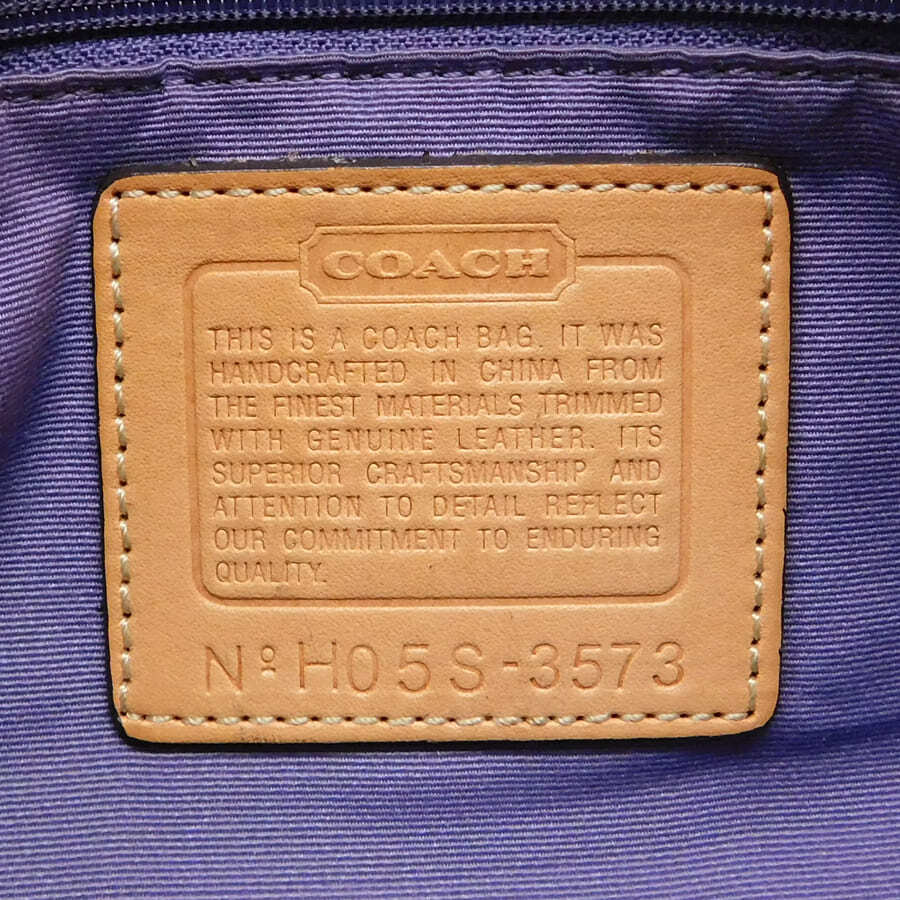 COACH
THIS IS A COACH BAG. IT WAS
HANDCRAFTED IN CHINA FROM
THE FINEST MATERIALS TRIMMED
WITH GENUINE LEATHER. ITS
SUPERIOR CRAFTSMANSHIP AND
ATTENTION TO DETAIL REFLECT
OUR COMMITMENT TO ENDURING
QUALITY.
Nº H05S-3573